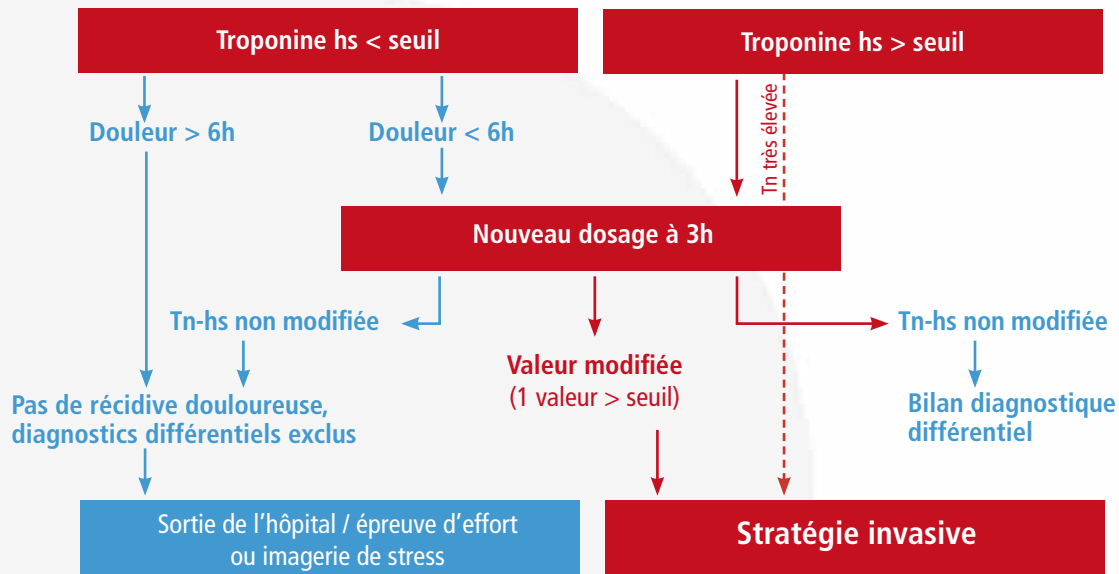 Troponine hs < seuil
Troponine hs > seuil
Douleur > 6h
Douleur < 6h
Tn très élevée
Nouveau dosage à 3h
Tn-hs non modifiée
Tn-hs non modifiée
Valeur modifiée
(1 valeur > seuil)
Pas de récidive douloureuse,
diagnostics différentiels exclus
Bilan diagnostique
différentiel
Sortie de l’hôpital / épreuve d’effort
ou imagerie de stress
Stratégie invasive